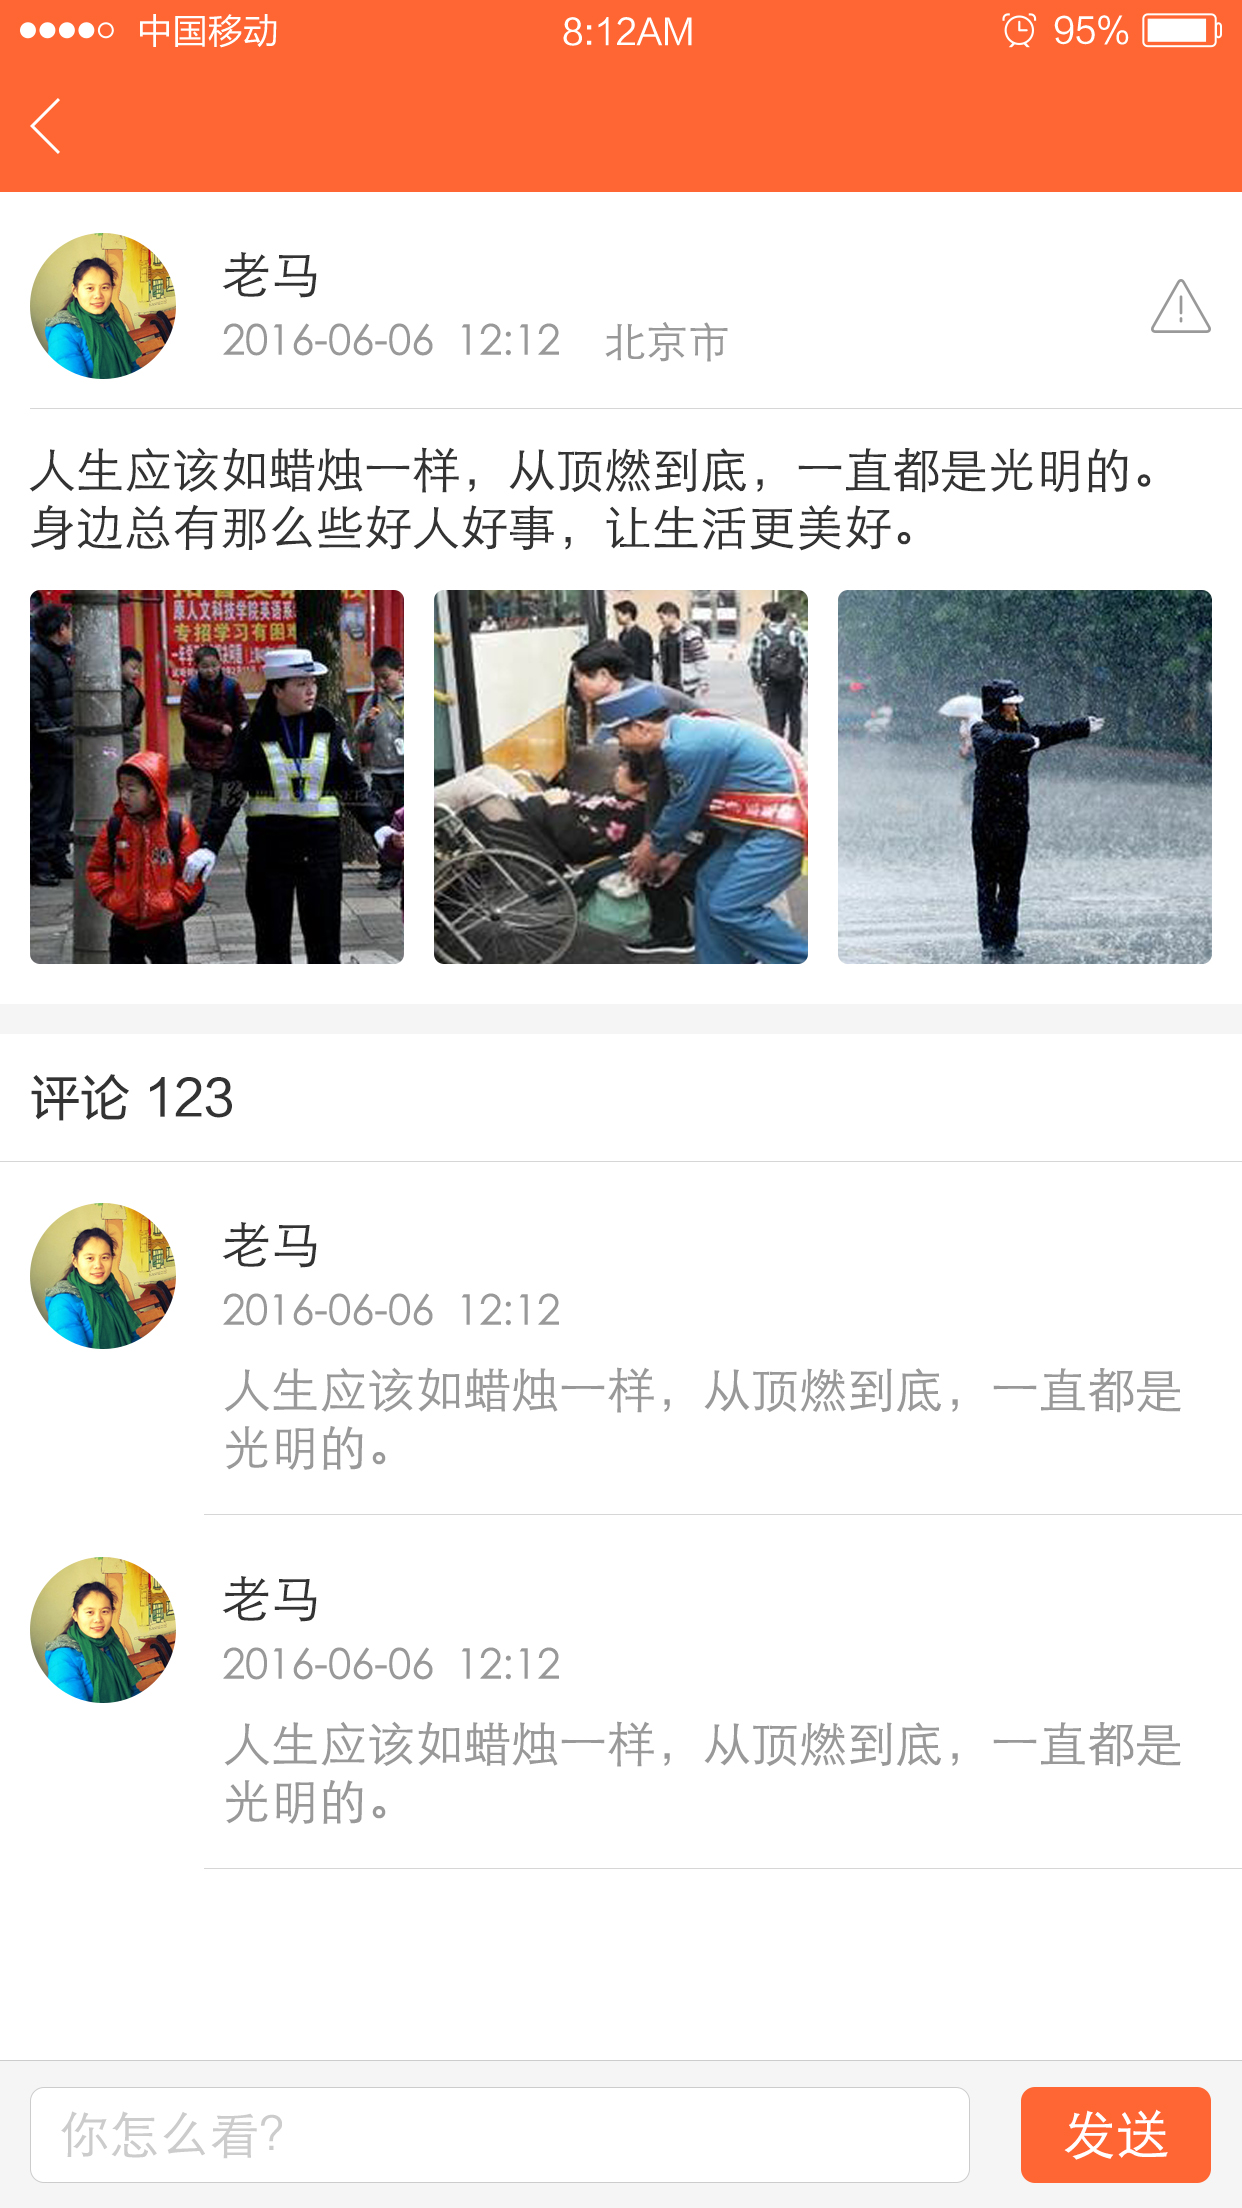 中国移动 8:12AM 95%
老马
2016-06-06 12:12 北京市
人生应该如蜡烛一样，从顶燃到底，一直都是光明的。
身边总有那么些好人好事，让生活更美好。
原人文科技学院英语系
专招学习有困难
评论 123
老马
2016-06-06 12:12
人生应该如蜡烛一样，从顶燃到底，一直都是
光明的。
老马
2016-06-06 12:12
人生应该如蜡烛一样，从顶燃到底，一直都是
光明的。
你怎么看?
发送